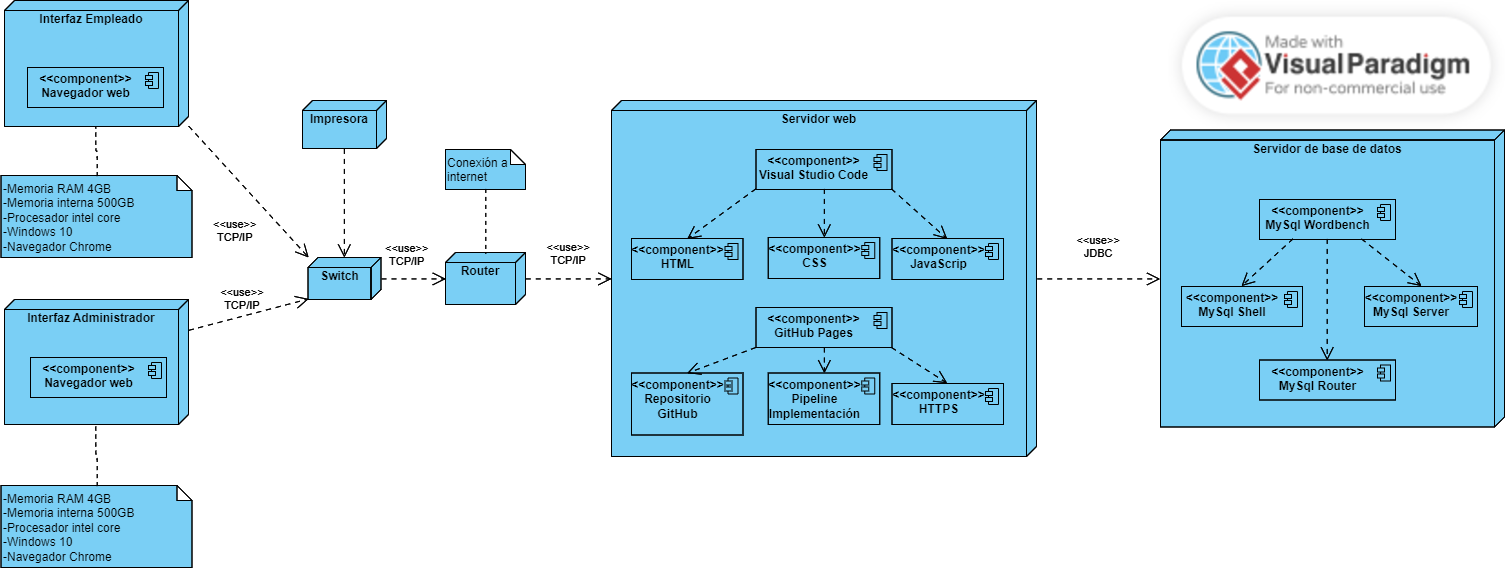 Interfaz Empleado
<<component>>
Navegador web
-Memoria RAM 4GB
-Memoria interna 500GB
-Procesador intel core
-Windows 10
-Navegador Chrome
Interfaz Administrador
<<component>>
Navegador web
-Memoria RAM 4GB
-Memoria interna 500GB
-Procesador intel core
-Windows 10
-Navegador Chrome
<<use>>
TCP/IP
<<use>>
TCP/IP
Impresora
Switch
<<use>>
TCP/IP
Conexión a
internet
Router
<<use>>
TCP/IP
Servidor web
<<component>>
Visual Studio Code
<<component>>
HTML
<<component>>
CSS
<<component>>
JavaScrip
<<component>>
GitHub Pages
<<component>>
Repositorio
GitHub
<<component>>
Pipeline
Implementación
<<component>>
HTTPS
<<use>>
JDBC
Servidor de base de datos
<<component>>
MySql Wordbench
<<component>>
MySql Shell
<<component>>
MySql Server
<<component>>
MySql Router
Made with
Visual Paradigm
For non-commercial use